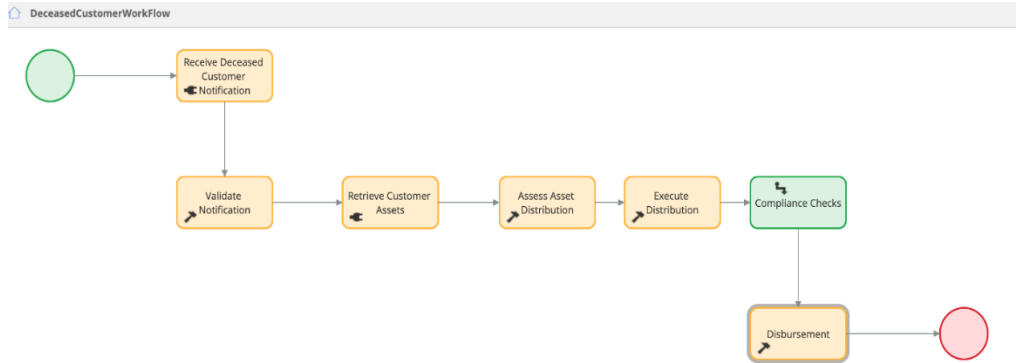 DeceasedCustomerWorkFlow
Receive Deceased
Customer
Notification
Validate
Notification
Retrieve Customer
Assets
Assess Asset
Distribution
Execute
Distribution
Compliance Checks
Disbursement